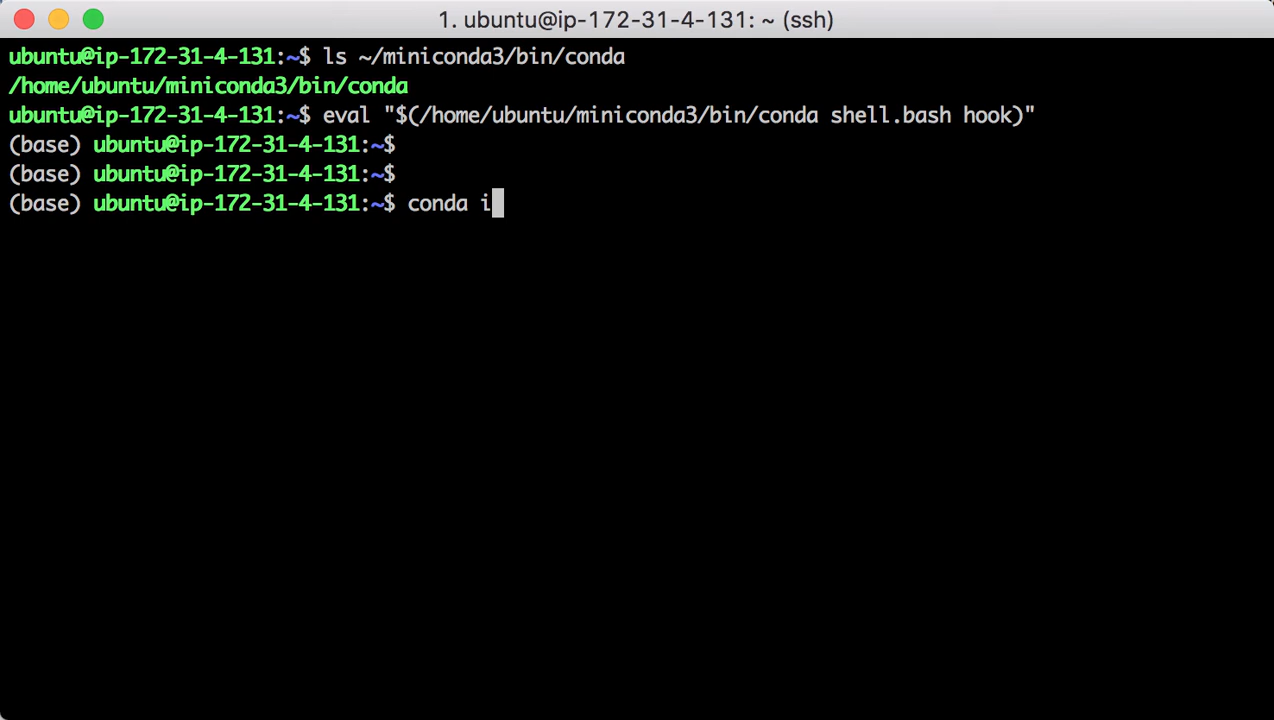 1. ubuntu@ip-172-31-4-131: ~ (ssh)
ubuntu@ip-172-31-4-131:~$ ls ~/miniconda3/bin/conda
/home/ubuntu/miniconda3/bin/conda
ubuntu@ip-172-31-4-131:~$ eval "$(/home/ubuntu/miniconda3/bin/conda shell.bash hook)"
(base) ubuntu@ip-172-31-4-131:~$
(base) ubuntu@ip-172-31-4-131:~$
(base) ubuntu@ip-172-31-4-131:~$ conda i